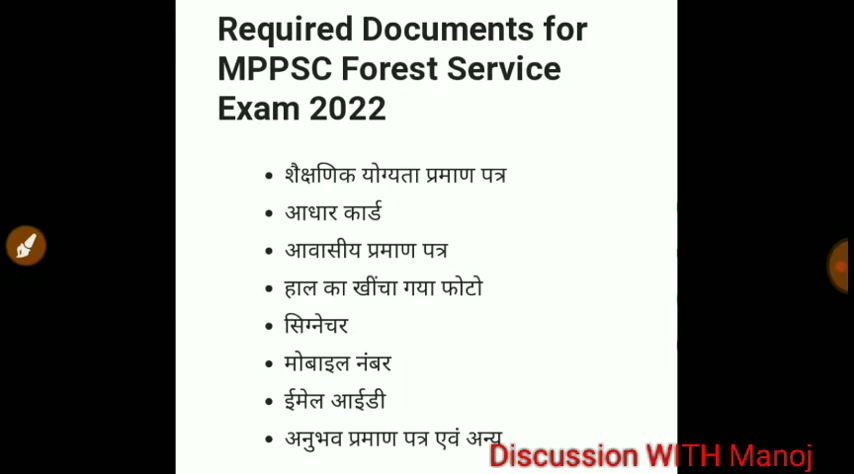 Required Documents for
MPPSC Forest Service
Exam 2022
शैक्षणिक योग्यता प्रमाण पत्र
आधार कार्ड
आवासीय प्रमाण पत्र
हाल का खींचा गया फोटो
सिग्नेचर
मोबाइल नंबर
ईमेल आईडी
अनुभव प्रमाण पत्र एवं अन्य
Discussion WITH Manoj